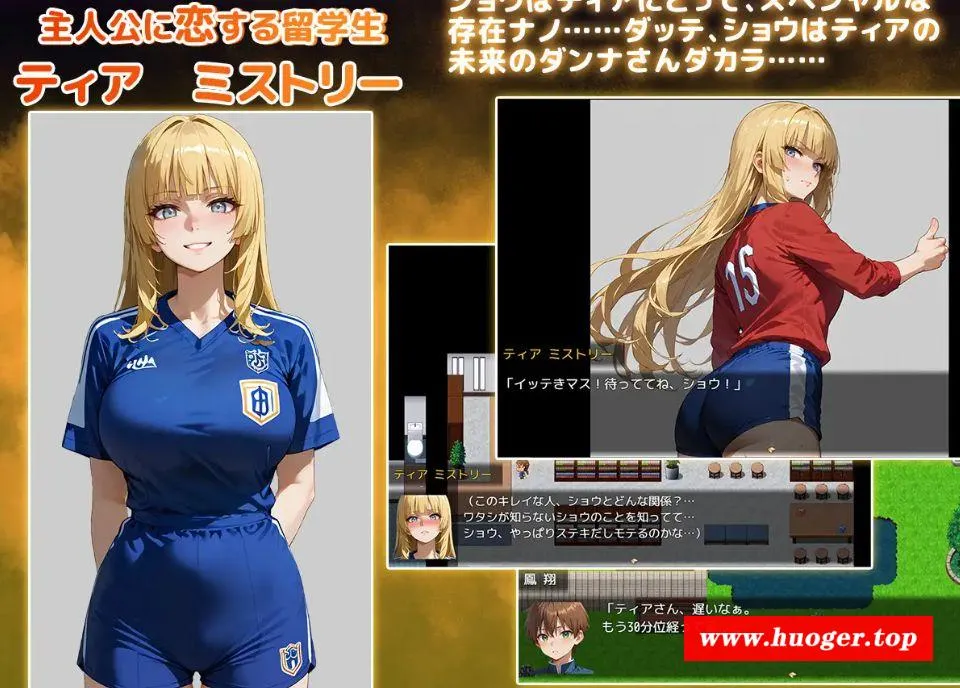 主人公に恋する留学生
ティア ミストリー
ショウはティアにとって、スペシャルな
存在ナノ……ダッテ、ショウはティアの
未来のダンナさんダカラ……
15
ティア ミストリー
「イッテきマス!待っててね、ショウ!」
ティア ミストリー
(このキレイな人、ショウとどんな関係?…
ワタシが知らないショウのことを知ってて…
ショウ、やっぱりステキだしモテるのかな…)
鳳 翔
「ティアさん、遅いなぁ。
もう30分位経っ
www.huoger.top